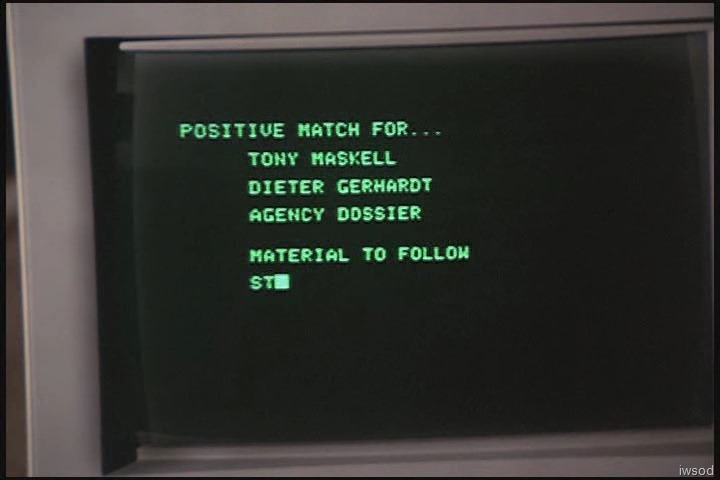 POSITIVE MATCH FOR...
TONY MASKELL
DIETER GERHARDT
AGENCY DOSSIER
MATERIAL TO FOLLOW
ST
iwsod